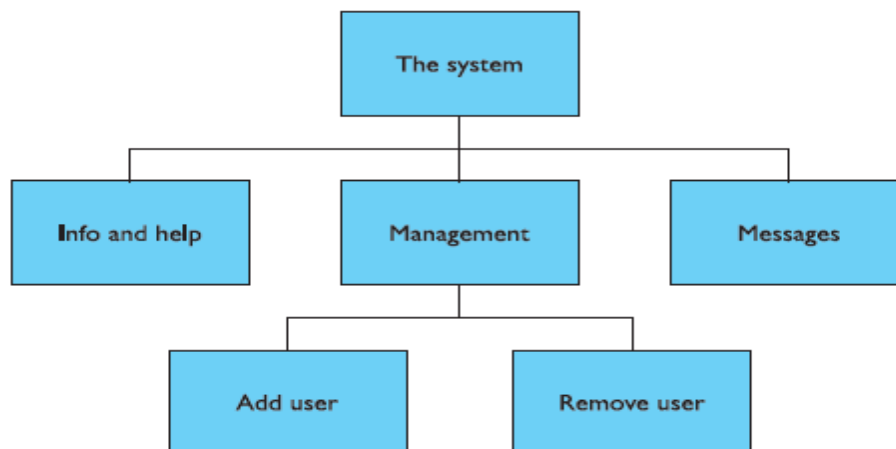 The system
Info and help
Management
Messages
Add user
Remove user